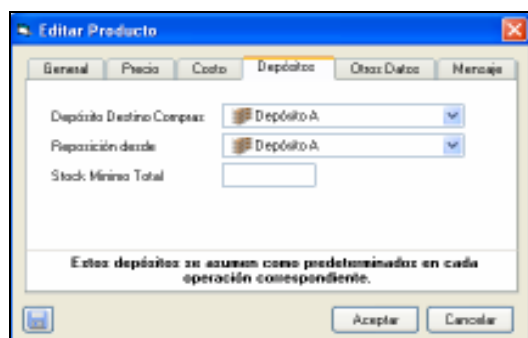 Editar Producto
General Precio Costo Depósitos Otros Datos Mensaje
Depósito Destino Compras Depósito A
Reposición desde Depósito A
Stock Mínimo Total
Estos depósitos se asumen como predeterminados en cada
operación correspondiente.
Aceptar Cancelar